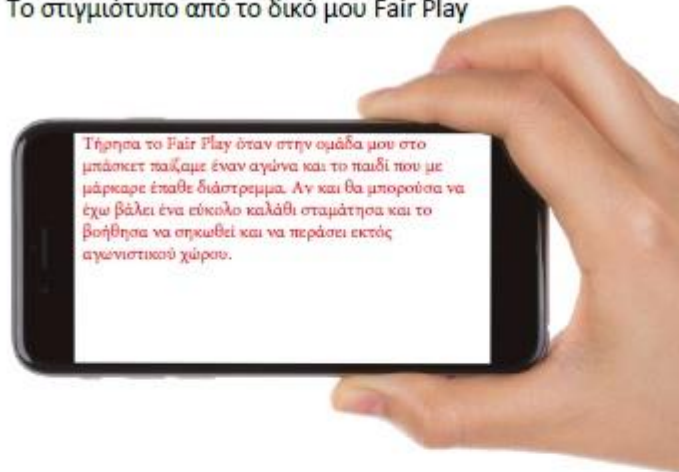 Το στιγμιότυπο από το δικό μου Fair Play
Τήρησα το Fair Play όταν στην ομάδα μου στο
μπάσκετ παίζαμε έναν αγώνα και το παιδί που με
μάρκαρε έπαθε διάστρεμμα. Αν και θα μπορούσα να
έχω βάλει ένα εύκολο καλάθι σταμάτησα και το
βοήθησα να σηκωθεί και να περάσει εκτός
αγωνιστικού χώρου.